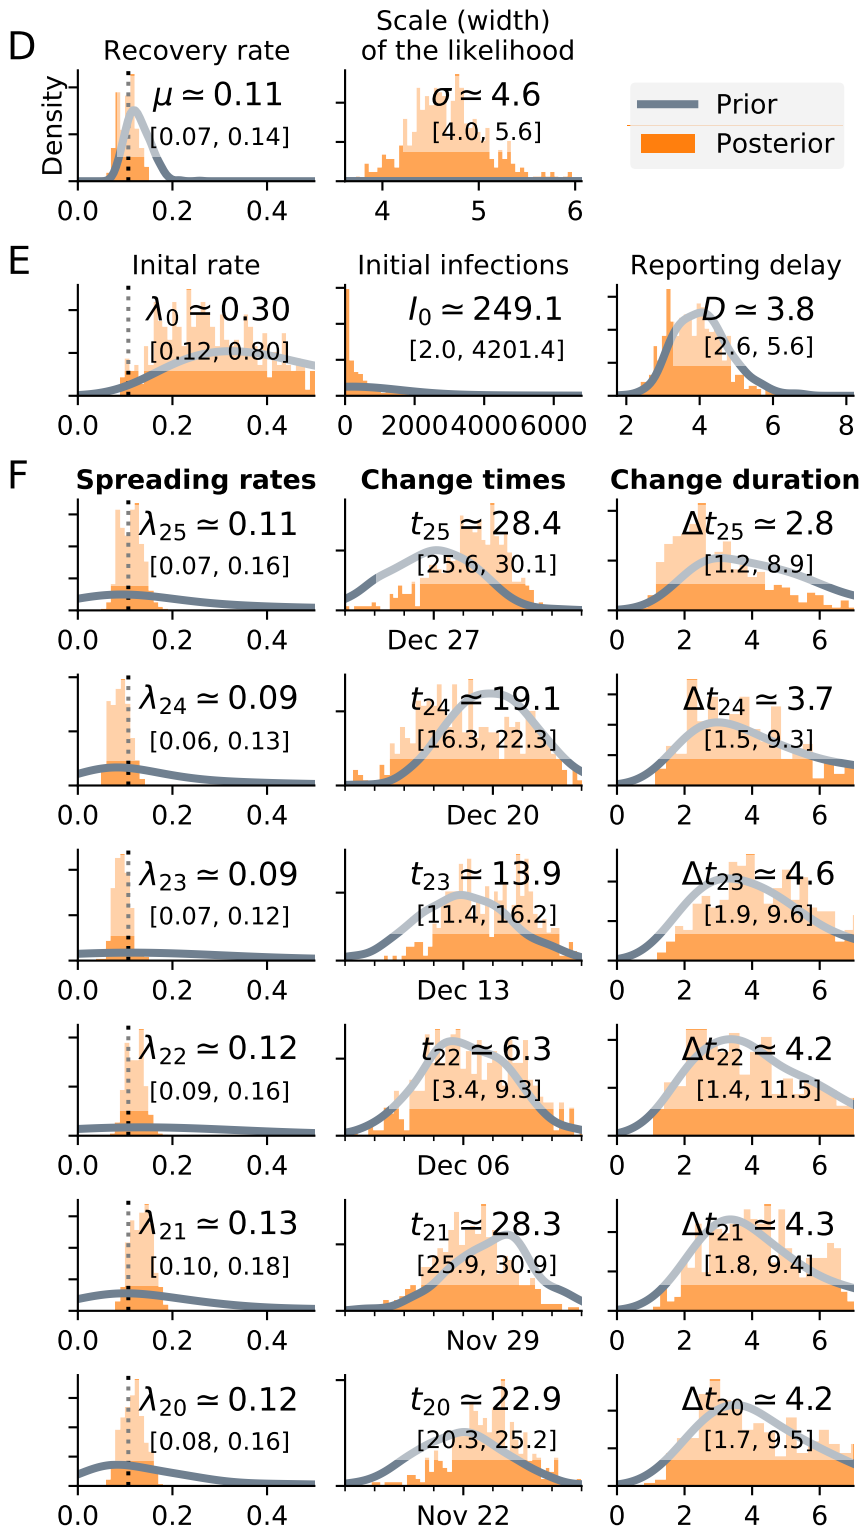 D
Recovery rate
Scale (width)
of the likelihood
Density
μ ≃ 0.11
[0.07, 0.14]
0.0 0.2 0.4
σ ≃ 4.6
[4.0, 5.6]
4 5 6
Prior
Posterior
E
Inital rate
λ0 ≃ 0.30
[0.12, 0.80]
0.0 0.2 0.4
Initial infections
I0 ≃ 249.1
[2.0, 4201.4]
0 2000 4000 6000
Reporting delay
D ≃ 3.8
[2.6, 5.6]
2 4 6 8
F
Spreading rates
Change times
Change duration
λ25 ≃ 0.11
[0.07, 0.16]
0.0 0.2 0.4
t25 ≃ 28.4
[25.6, 30.1]
Dec 27
Δt25 ≃ 2.8
[1.2, 8.9]
0 2 4 6
λ24 ≃ 0.09
[0.06, 0.13]
0.0 0.2 0.4
t24 ≃ 19.1
[16.3, 22.3]
Dec 20
Δt24 ≃ 3.7
[1.5, 9.3]
0 2 4 6
λ23 ≃ 0.09
[0.07, 0.12]
0.0 0.2 0.4
t23 ≃ 13.9
[11.4, 16.2]
Dec 13
Δt23 ≃ 4.6
[1.9, 9.6]
0 2 4 6
λ22 ≃ 0.12
[0.09, 0.16]
0.0 0.2 0.4
t22 ≃ 6.3
[3.4, 9.3]
Dec 06
Δt22 ≃ 4.2
[1.4, 11.5]
0 2 4 6
λ21 ≃ 0.13
[0.10, 0.18]
0.0 0.2 0.4
t21 ≃ 28.3
[25.9, 30.9]
Nov 29
Δt21 ≃ 4.3
[1.8, 9.4]
0 2 4 6
λ20 ≃ 0.12
[0.08, 0.16]
0.0 0.2 0.4
t20 ≃ 22.9
[20.3, 25.2]
Nov 22
Δt20 ≃ 4.2
[1.7, 9.5]
0 2 4 6